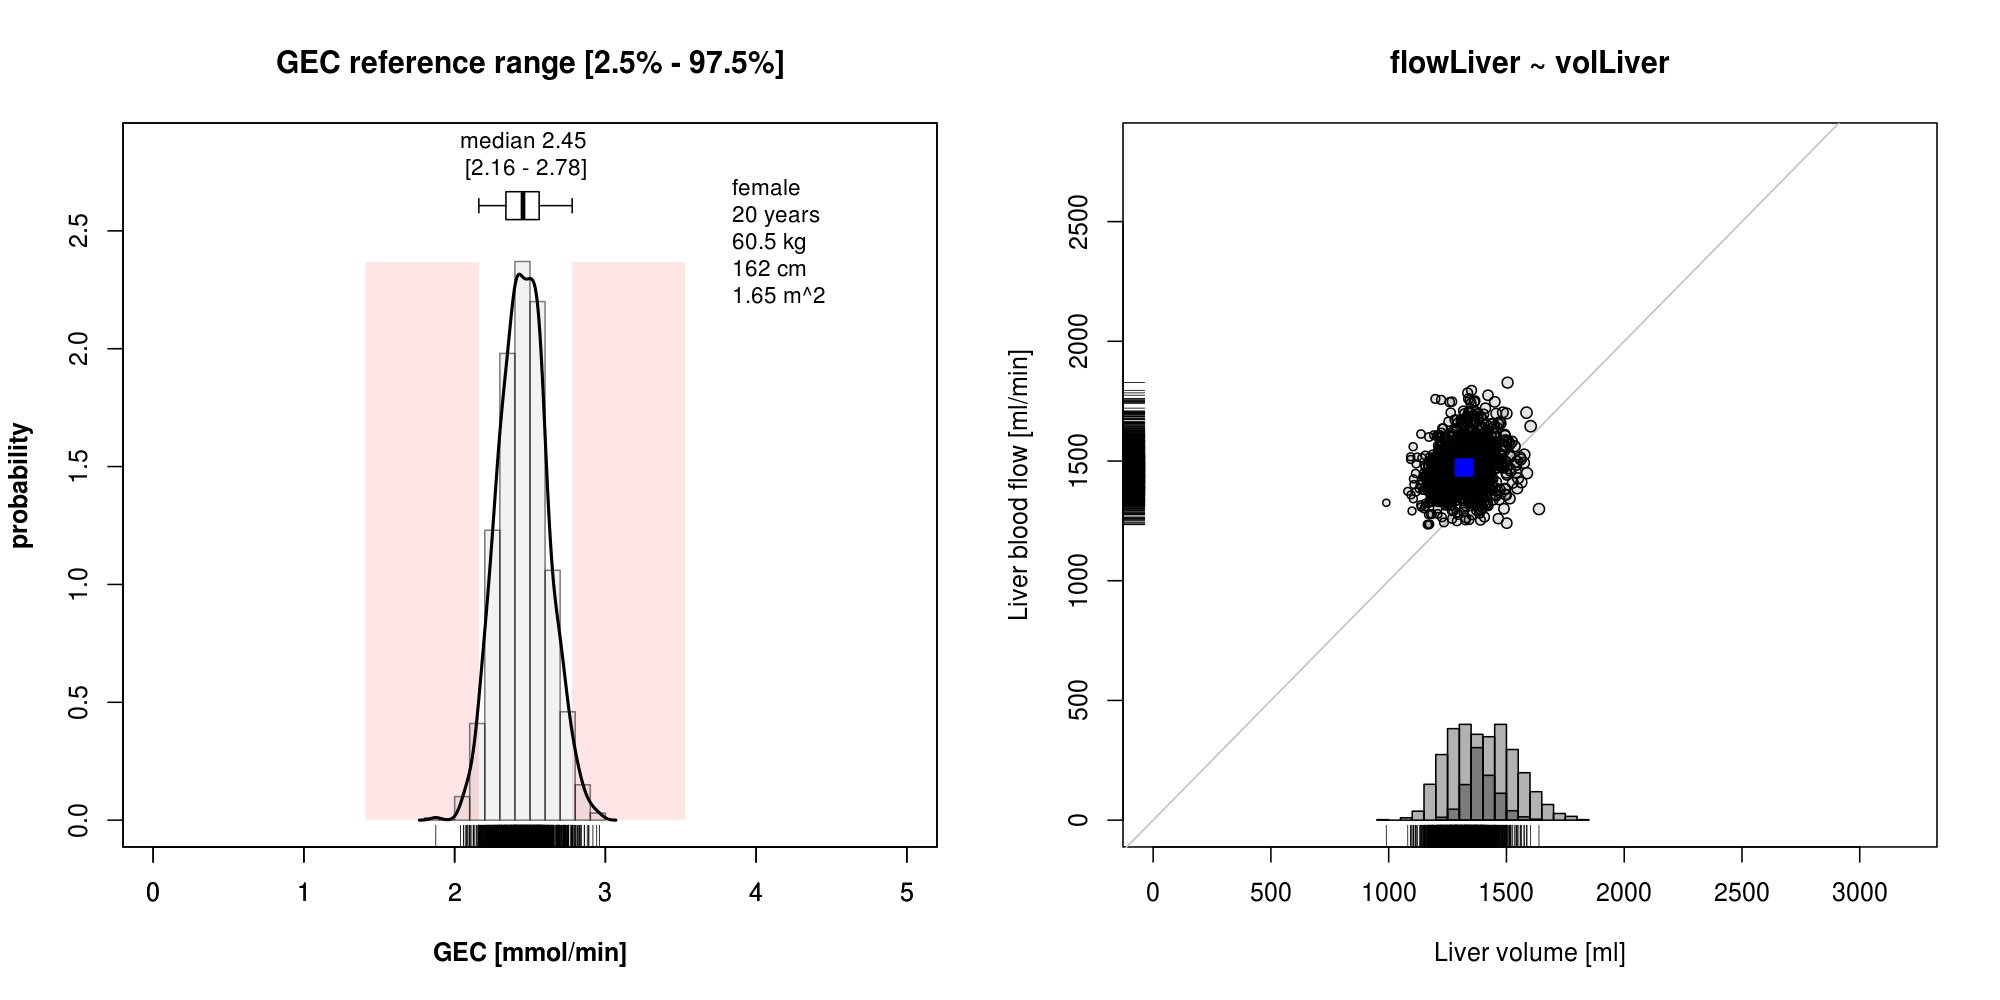 GEC reference range [2.5% - 97.5%]
median 2.45
[2.16 - 2.78]
female
20 years
60.5 kg
162 cm
1.65 m^2
probability
2.5
2.0
1.5
1.0
0.5
0.0
0 1 2 3 4 5
GEC [mmol/min]
flowLiver ~ volLiver
Liver blood flow [ml/min]
2500
2000
1500
1000
500
0
0 500 1000 1500 2000 2500 3000
Liver volume [ml]